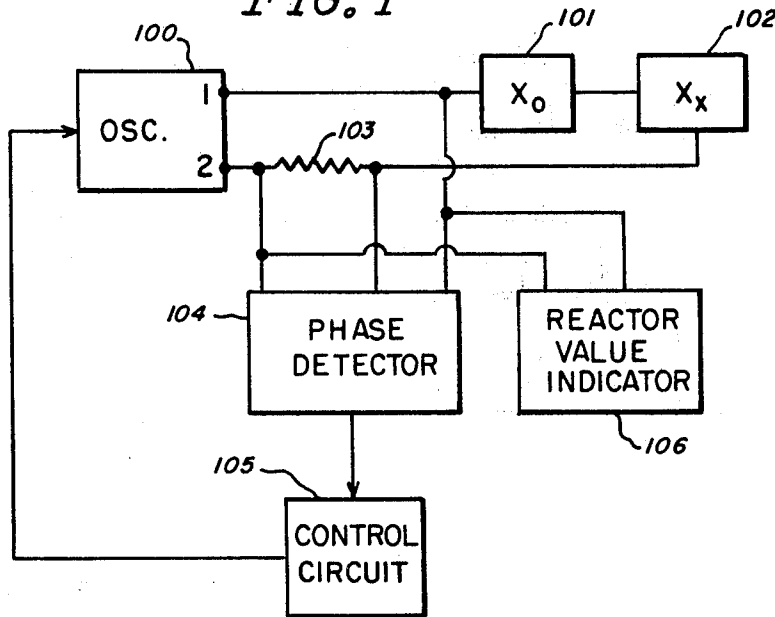 FIG. 1
100
101
102
OSC.
1
2
X0
XX
103
104
PHASE
DETECTOR
REACTOR
VALUE
INDICATOR
106
105
CONTROL
CIRCUIT